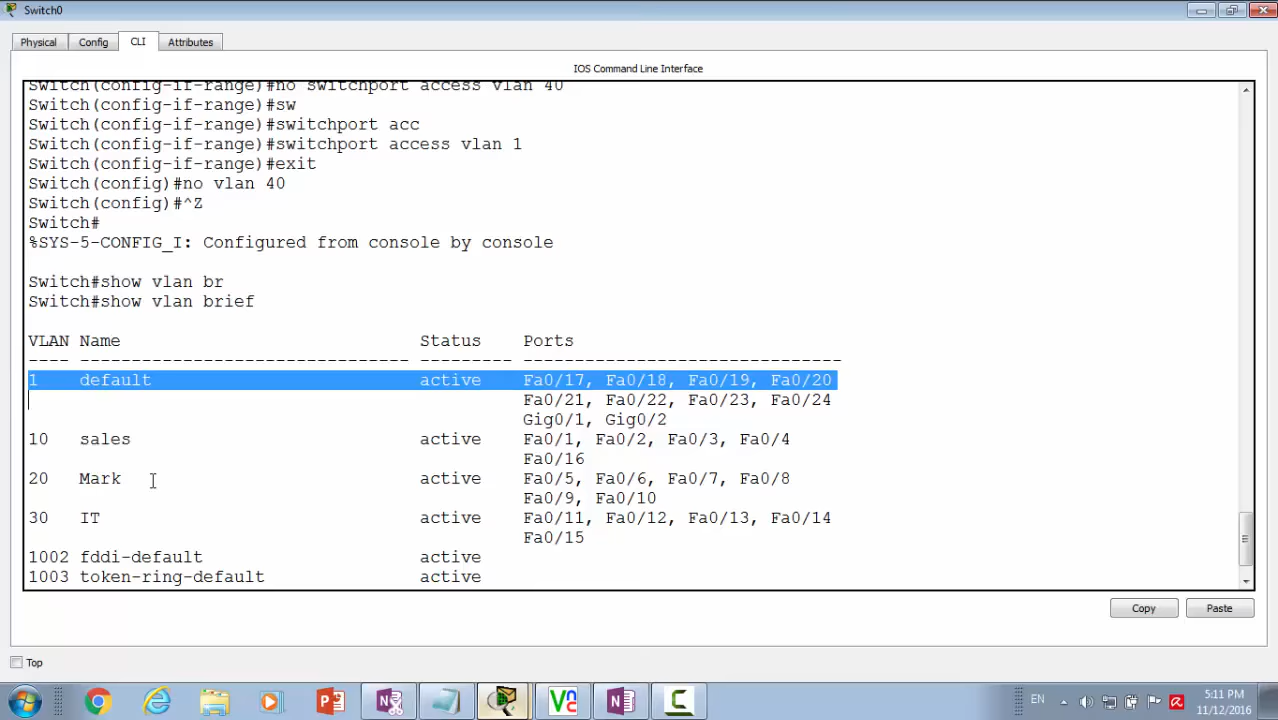 Switch0
Physical Config CLI Attributes
IOS Command Line Interface
Switch(config-if-range)#no switchport access vlan 40
Switch(config-if-range)#sw
Switch(config-if-range)#switchport acc
Switch(config-if-range)#switchport access vlan 1
Switch(config-if-range)#exit
Switch(config)#no vlan 40
Switch(config)#^Z
Switch#
%SYS-5-CONFIG_I: Configured from console by console
Switch#show vlan br
Switch#show vlan brief
VLAN Name Status Ports
---- -------------------------------- --------- -------------------------------
1 default active Fa0/17, Fa0/18, Fa0/19, Fa0/20
Fa0/21, Fa0/22, Fa0/23, Fa0/24
Gig0/1, Gig0/2
10 sales active Fa0/1, Fa0/2, Fa0/3, Fa0/4
Fa0/16
20 Mark active Fa0/5, Fa0/6, Fa0/7, Fa0/8
Fa0/9, Fa0/10
30 IT active Fa0/11, Fa0/12, Fa0/13, Fa0/14
Fa0/15
1002 fddi-default active
1003 token-ring-default active
Copy Paste
Top
EN 5:11 PM
11/12/2016